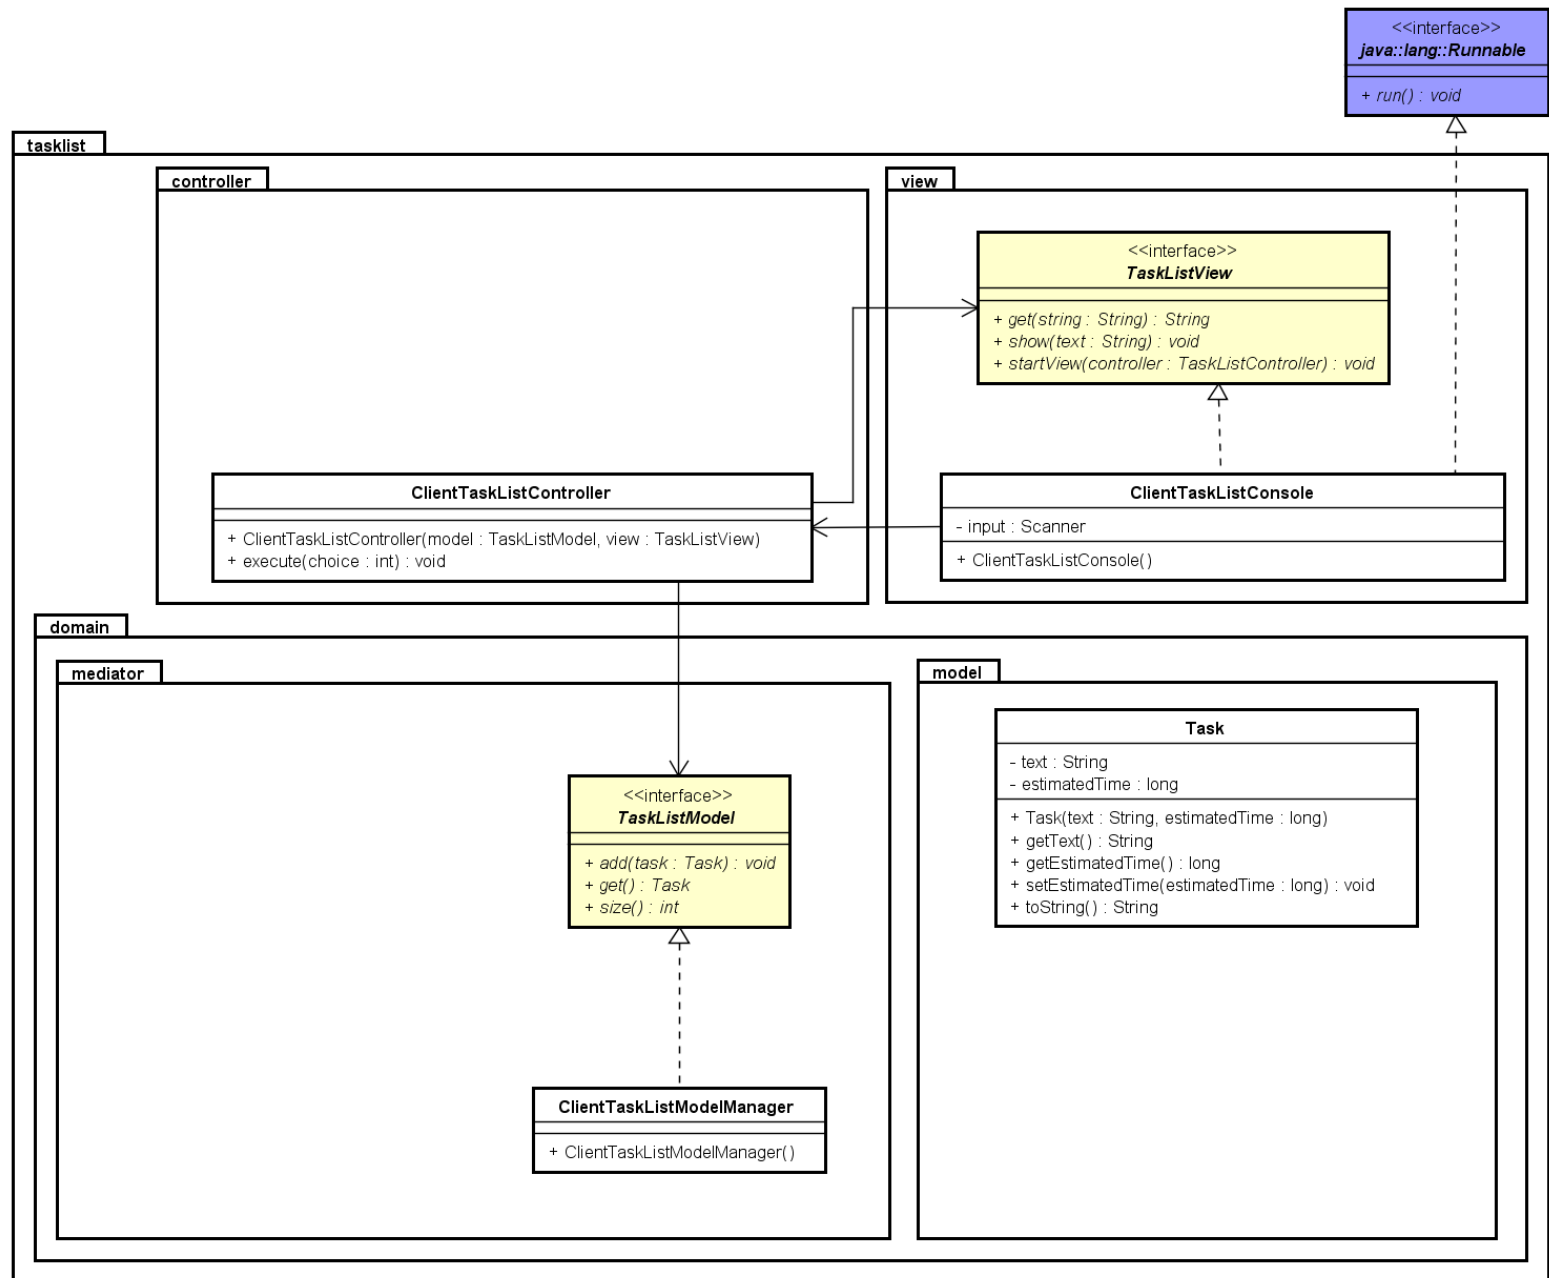 <<interface>>
java::lang::Runnable
+ run() : void
tasklist
controller
view
<<interface>>
TaskListView
+ get(string : String) : String
+ show(text : String) : void
+ startView(controller : TaskListController) : void
ClientTaskListController
+ ClientTaskListController(model : TaskListModel, view : TaskListView)
+ execute(choice : int) : void
ClientTaskListConsole
- input : Scanner
+ ClientTaskListConsole()
domain
mediator
model
<<interface>>
TaskListModel
+ add(task : Task) : void
+ get() : Task
+ size() : int
Task
- text : String
- estimatedTime : long
+ Task(text : String, estimatedTime : long)
+ getText() : String
+ getEstimatedTime() : long
+ setEstimatedTime(estimatedTime : long) : void
+ toString() : String
ClientTaskListModelManager
+ ClientTaskListModelManager()